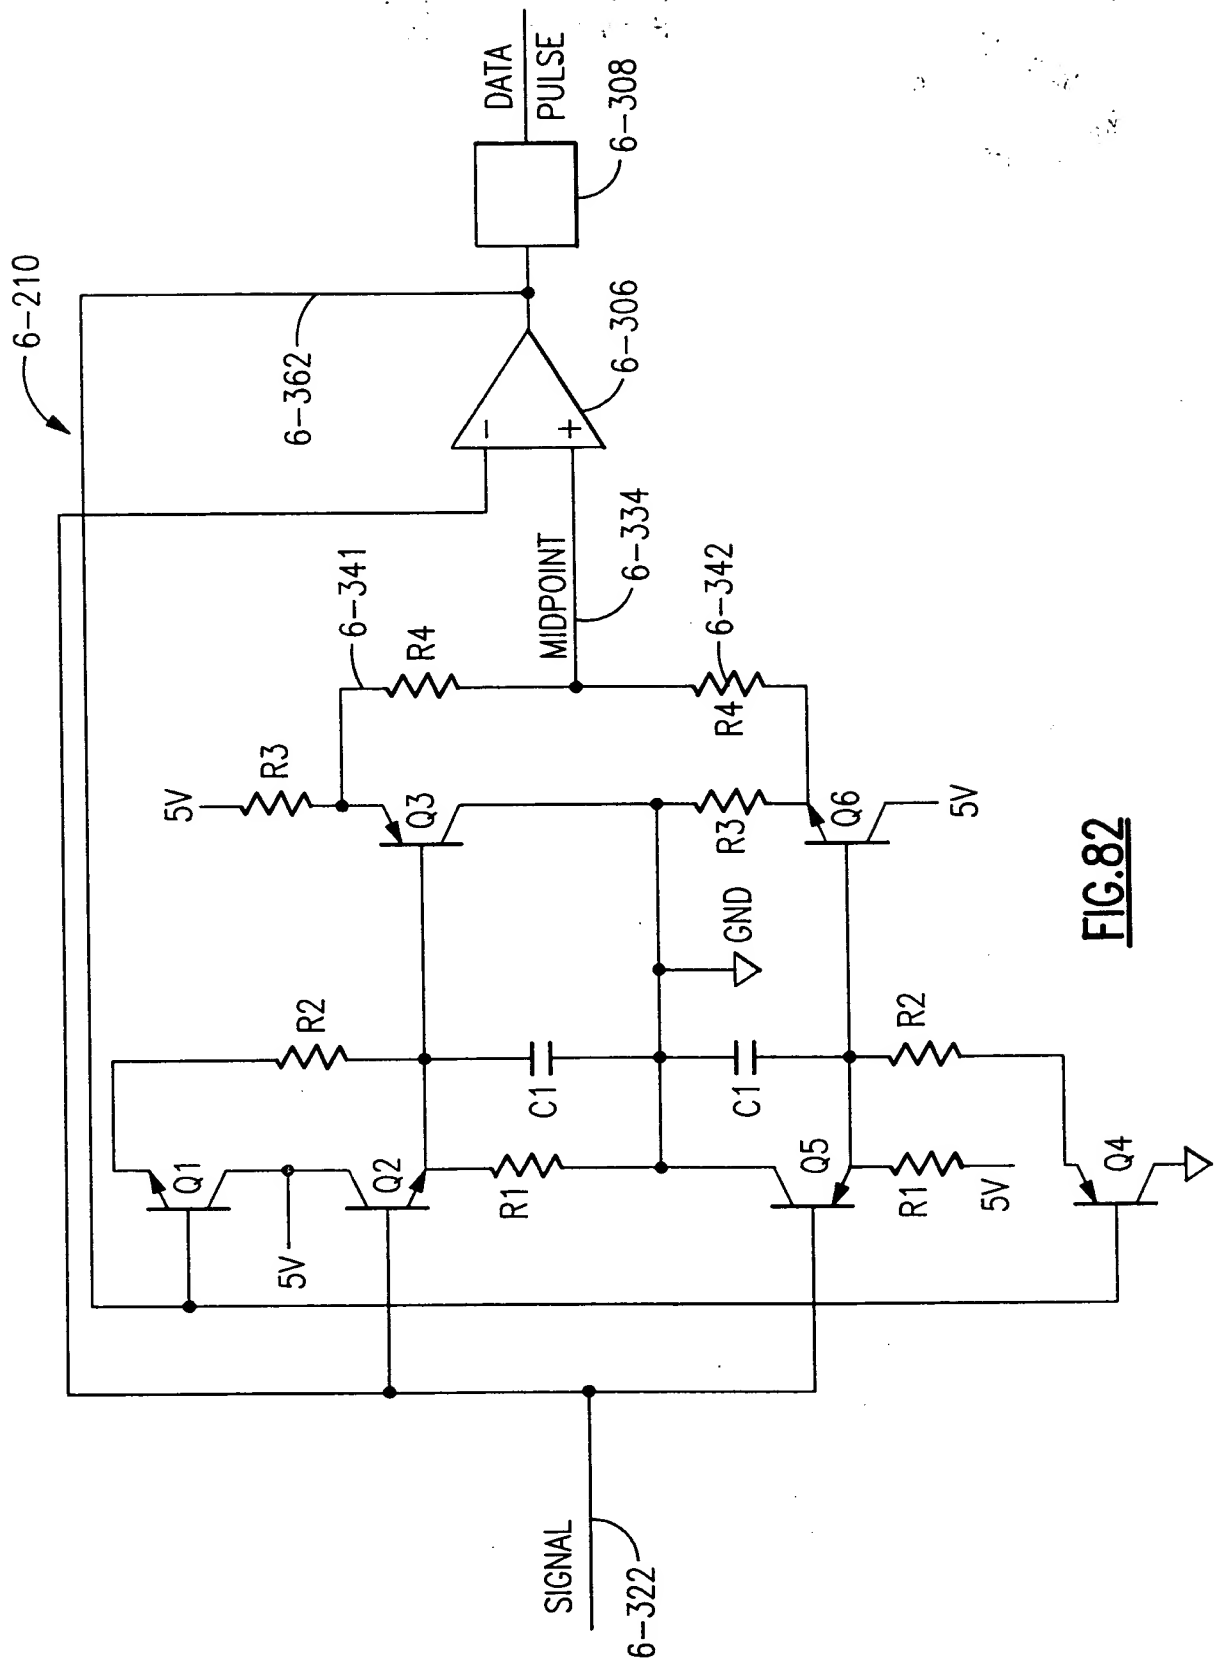 6-210
6-362
DATA
PULSE
6-308
6-306
-
+
MIDPOINT
6-334
6-341
R4
6-342
R4
5V
R3
Q3
R3
Q6
5V
GND
R2
C1
C1
R2
Q1
5V
Q2
R1
Q5
R1
5V
Q4
SIGNAL
6-322
FIG.82